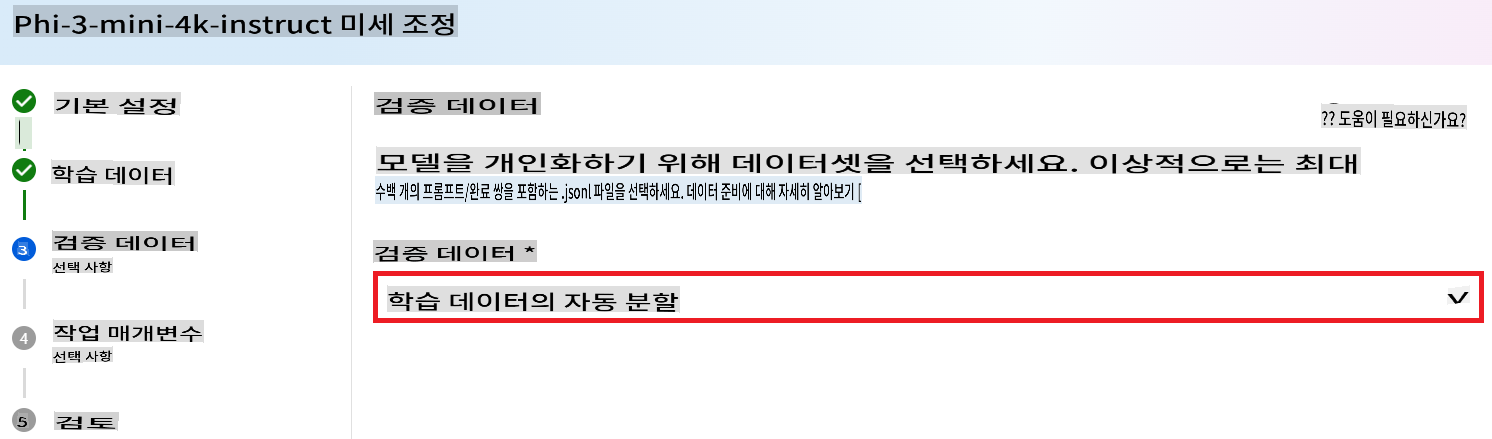 Phi-3-mini-4k-instruct 미세 조정
기본 설정
학습 데이터
3
검증 데이터
선택 사항
4
작업 매개변수
선택 사항
5
검토
검증 데이터
?? 도움이 필요하신가요?
모델을 개인화하기 위해 데이터셋을 선택하세요. 이상적으로는 최대
수백 개의 프롬프트/완료 쌍을 포함하는 .jsonl 파일을 선택하세요. 데이터 준비에 대해 자세히 알아보기 [
검증 데이터 *
학습 데이터의 자동 분할